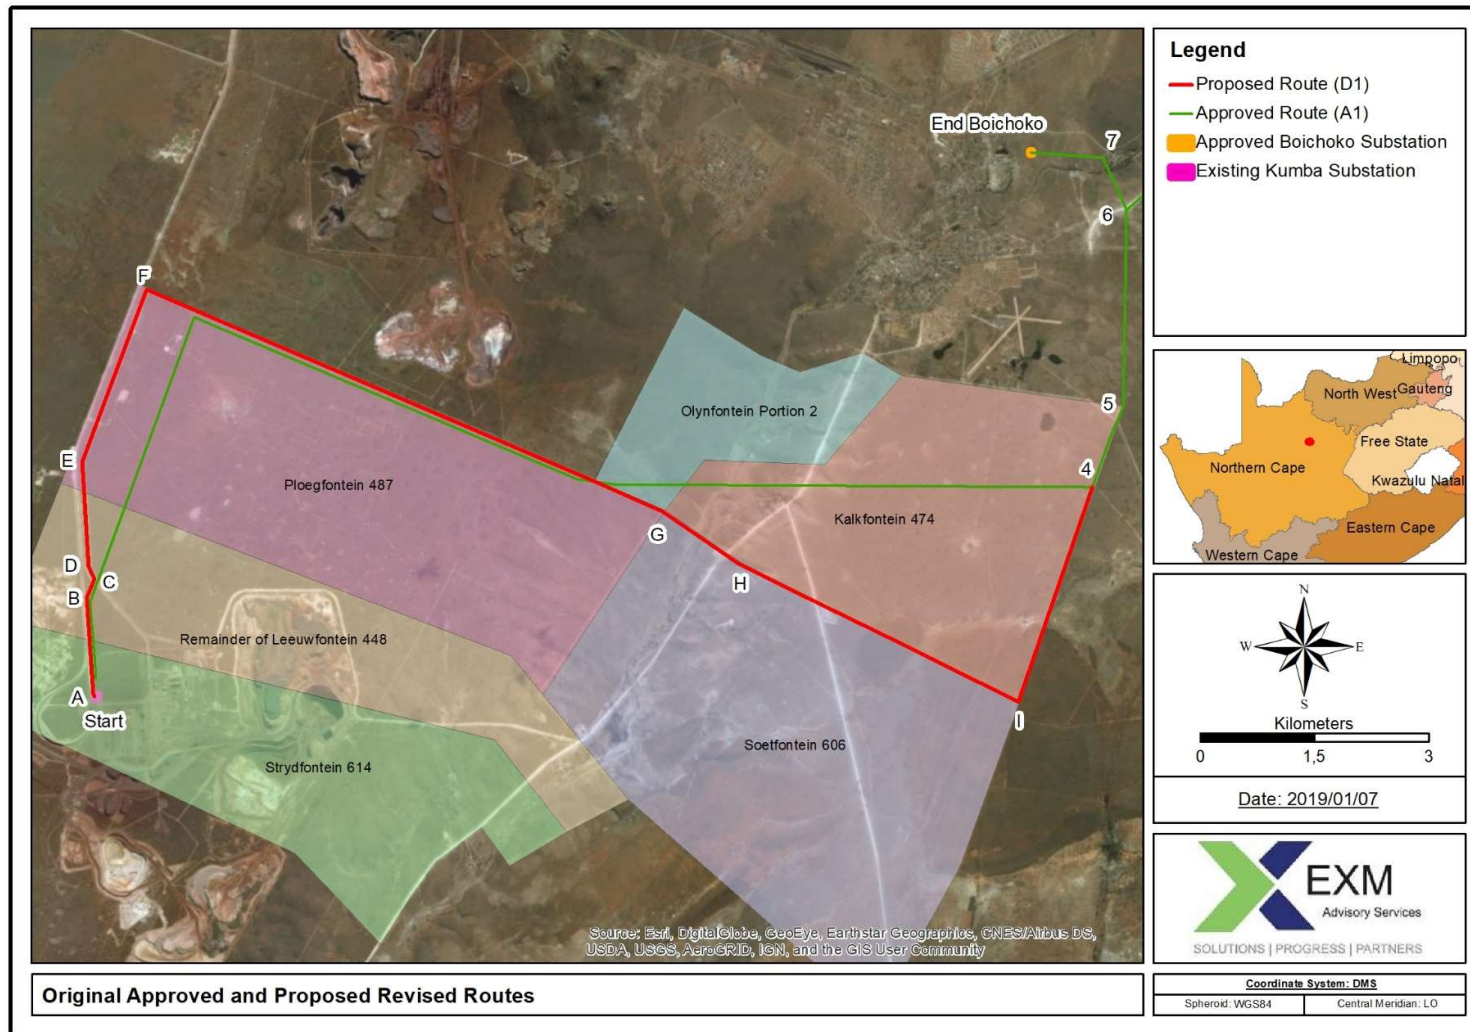 End Boichoko
7
6
F
5
Olynfontein Portion 2
E
4
Ploegfontein 487
Kalkfontein 474
G
D
C
H
B
Remainder of Leeuwfontein 448
A
Start
I
Soetfontein 606
Strydfontein 614
Source: Esri, DigitalGlobe, GeoEye, Earthstar Geographics, CNES/Airbus DS,
USDA, USGS, AeroGRID, IGN, and the GIS User Community
Original Approved and Proposed Revised Routes
Legend
Proposed Route (D1)
Approved Route (A1)
Approved Boichoko Substation
Existing Kumba Substation
Limpopo
North West
Gauteng
Free State
Northern Cape
Kwazulu Natal
Eastern Cape
Western Cape
N
W
E
S
Kilometers
0 1,5 3
Date: 2019/01/07
EXM
Advisory Services
SOLUTIONS | PROGRESS | PARTNERS
Coordinate System: DMS
Spheroid: WGS84 Central Meridian: LO